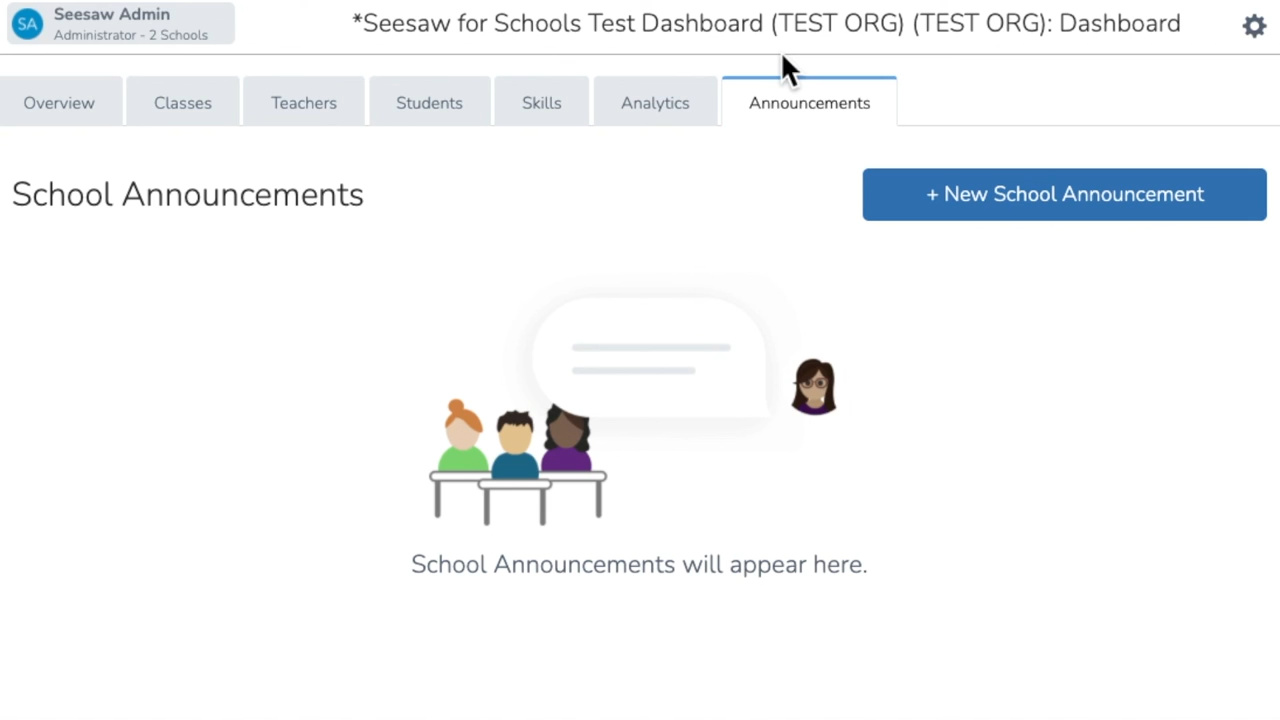 SA
Seesaw Admin
Administrator - 2 Schools
*Seesaw for Schools Test Dashboard (TEST ORG) (TEST ORG): Dashboard
Overview
Classes
Teachers
Students
Skills
Analytics
Announcements
School Announcements
+ New School Announcement
School Announcements will appear here.